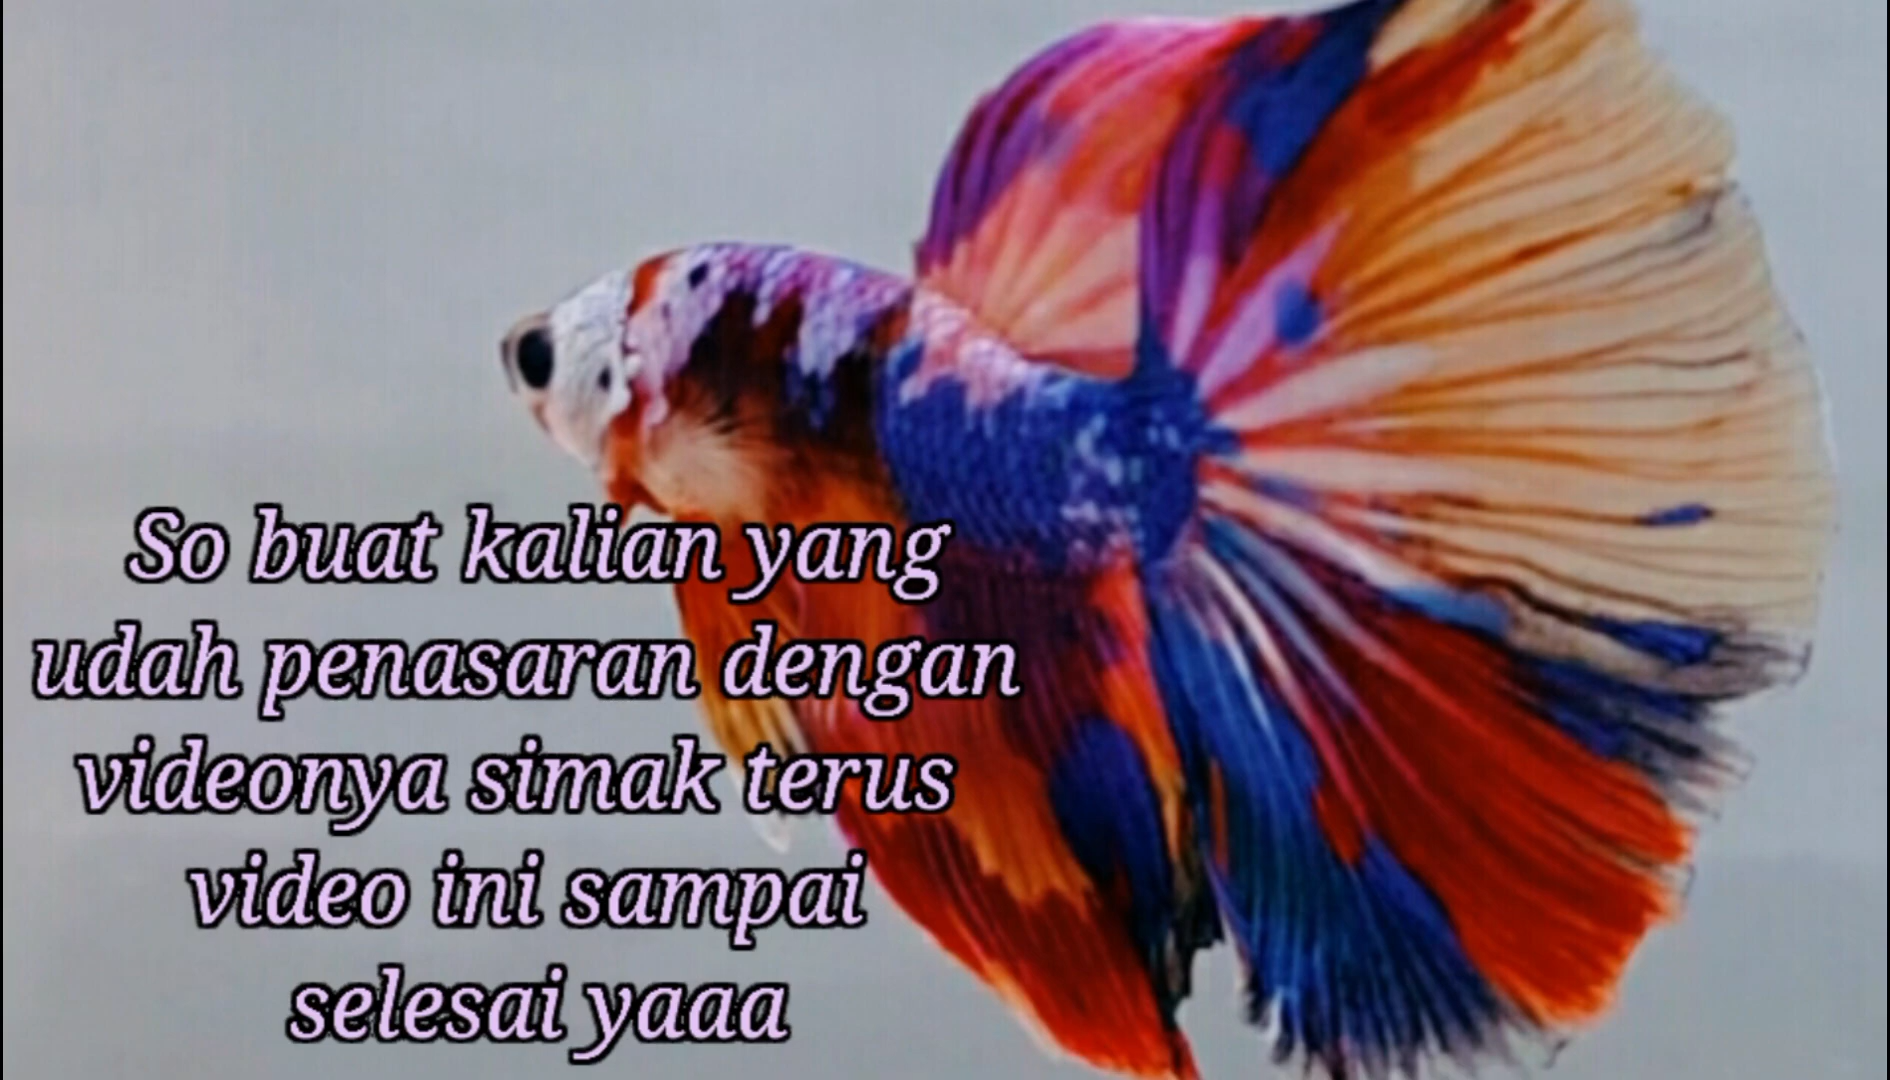 So buat kalian yang
udah penasaran dengan
videonya simak terus
video ini sampai
selesai yaaa